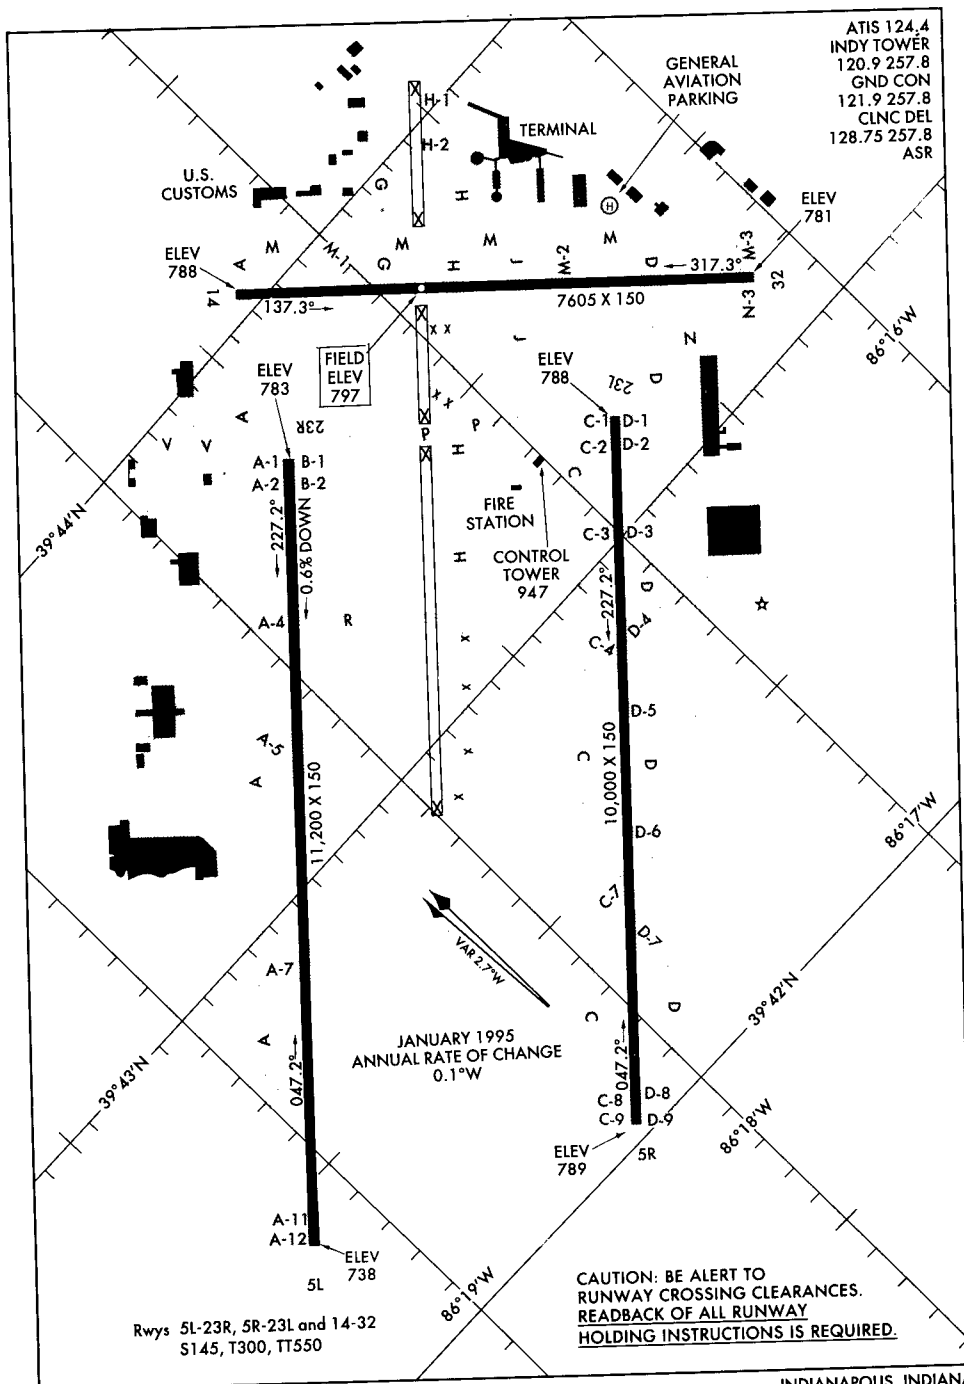 ATIS 124.4
INDY TOWER
120.9 257.8
GND CON
121.9 257.8
CLNC DEL
128.75 257.8
ASR
GENERAL
AVIATION
PARKING
TERMINAL
H-1
H-2
U.S.
CUSTOMS
G
H
H
ELEV
781
ELEV
788
A
M
M-1
G
M
H
M
J
W-2
M
D
317.3°
W-3
32
14
137.3°
7605 X 150
N-3
86°16'W
FIELD
ELEV
797
X X
J
N
ELEV
783
ELEV
788
23L
D
X X
A
23R
V
V
P
P
H
C-1
D-1
C-2
D-2
A-1
B-1
A-2
B-2
C
39°44'N
227.2°
0.6% DOWN
FIRE
STATION
C-3
D-3
CONTROL
TOWER
947
H
227.2°
D
A-4
R
X
C-4
D-4
X
A-5
D-5
X
A
C
D
11,200 X 150
10,000 X 150
X
D-6
86°17'W
C-7
D-7
VAR 2.7°W
A-7
39°42'N
C
D
A
JANUARY 1995
ANNUAL RATE OF CHANGE
0.1°W
39°43'N
047.2°
047.2°
C-8
D-8
C-9
D-9
86°18'W
ELEV
789
5R
A-11
A-12
ELEV
738
5L
86°19'W
CAUTION: BE ALERT TO
RUNWAY CROSSING CLEARANCES.
READBACK OF ALL RUNWAY
HOLDING INSTRUCTIONS IS REQUIRED.
Rwys 5L-23R, 5R-23L and 14-32
S145, T300, TT550